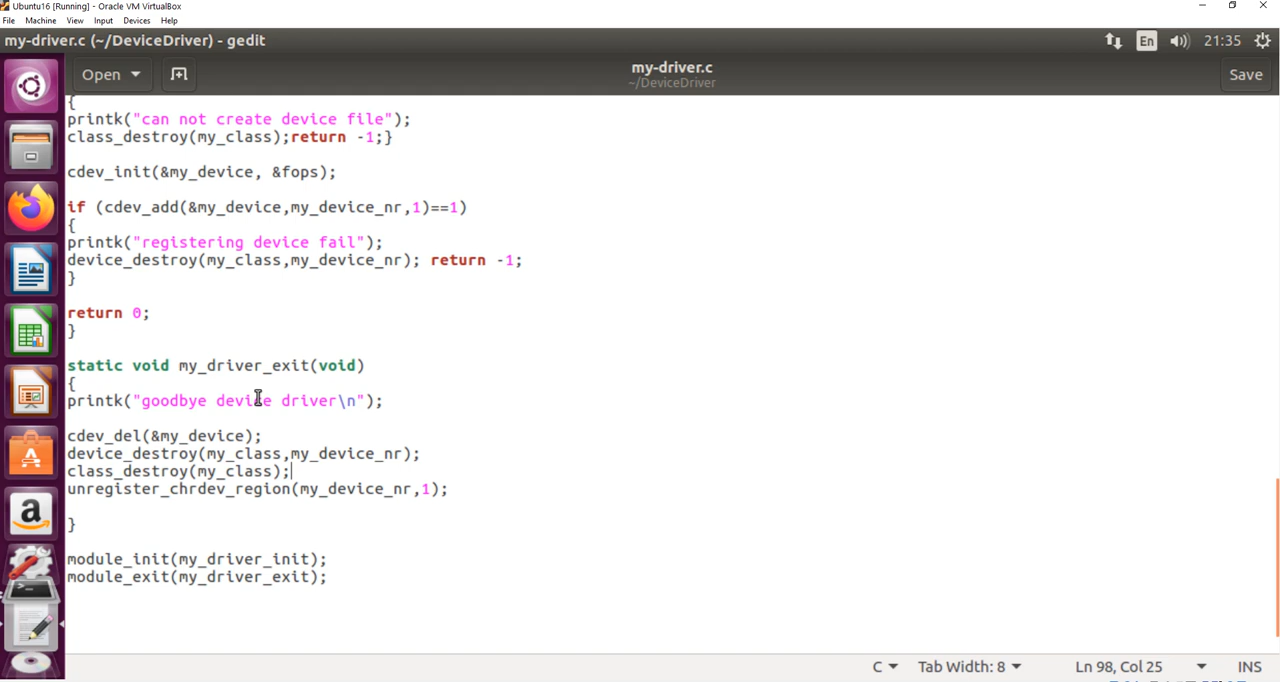 Ubuntu16 [Running] - Oracle VM VirtualBox
File Machine View Input Devices Help
my-driver.c (~/DeviceDriver) - gedit
En 21:35
Open
my-driver.c
~/DeviceDriver
Save
{
printk("can not create device file");
class_destroy(my_class);return -1;}
cdev_init(&my_device, &fops);
if (cdev_add(&my_device,my_device_nr,1)==1)
{
printk("registering device fail");
device_destroy(my_class,my_device_nr); return -1;
}
return 0;
}
static void my_driver_exit(void)
{
printk("goodbye device driver\n");
cdev_del(&my_device);
device_destroy(my_class,my_device_nr);
class_destroy(my_class);
unregister_chrdev_region(my_device_nr,1);
}
module_init(my_driver_init);
module_exit(my_driver_exit);
C Tab Width: 8 Ln 98, Col 25 INS